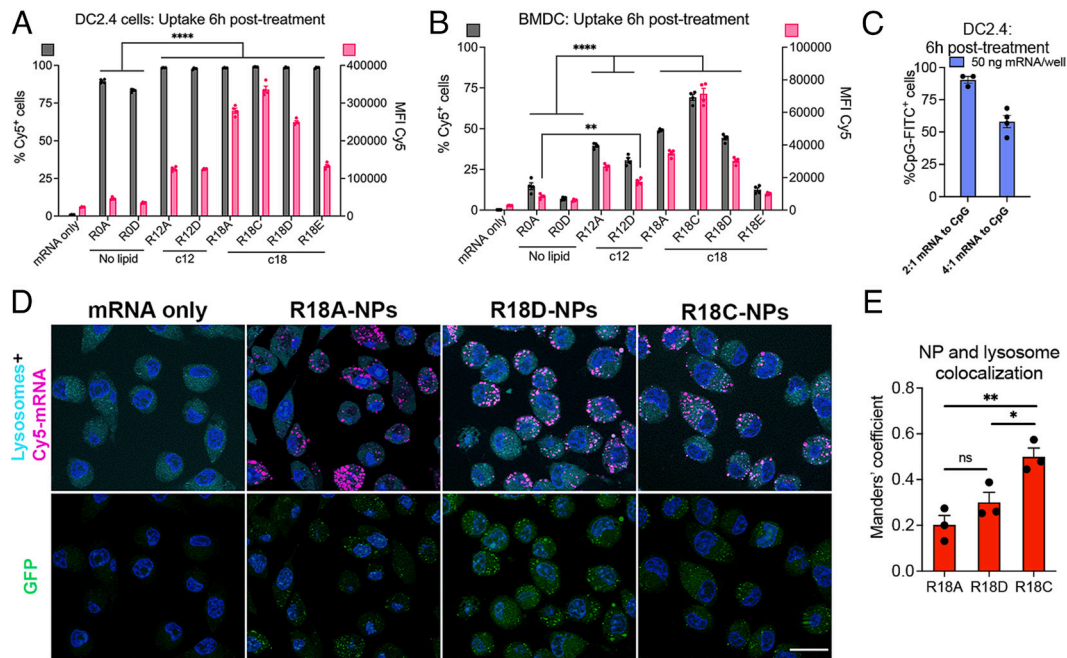 A
DC2.4 cells: Uptake 6h post-treatment
****
100
75
50
25
0
% Cy5+ cells
400000
300000
200000
100000
0
MFI Cy5
mRNA only
R0A
R0D
R12A
R12D
R18A
R18C
R18D
R18E
No lipid
c12
c18
B
BMDC: Uptake 6h post-treatment
****
**
100
75
50
25
0
% Cy5+ cells
100000
80000
60000
40000
20000
0
MFI Cy5
mRNA only
R0A
R0D
R12A
R12D
R18A
R18C
R18D
R18E
No lipid
c12
c18
C
DC2.4:
6h post-treatment
50 ng mRNA/well
100
75
50
25
0
%CpG-FITC+ cells
2:1 mRNA to CpG
4:1 mRNA to CpG
D
mRNA only
R18A-NPs
R18D-NPs
R18C-NPs
Lysosomes+
Cy5-mRNA
GFP
E
NP and lysosome
colocalization
**
*
ns
0.8
0.6
0.4
0.2
0.0
Manders' coefficient
R18A
R18D
R18C